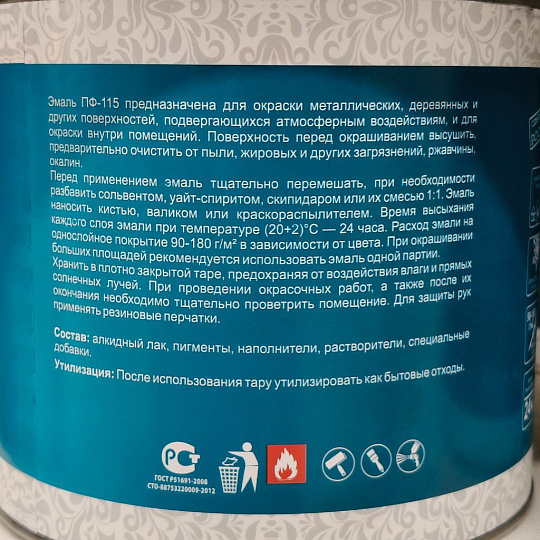 Эмаль ПФ-115 предназначена для окраски металлических, деревянных и
других поверхностей, подвергающихся атмосферным воздействиям, и для
окраски внутри помещений. Поверхность перед окрашиванием высушить,
предварительно очистить от пыли, жировых и других загрязнений, ржавчины,
окалин.
Перед применением эмаль тщательно перемешать, при необходимости
разбавить сольвентом, уайт-спиритом, скипидаром или их смесью 1:1. Эмаль
наносить кистью, валиком или краскораспылителем. Время высыхания
каждого слоя эмали при температуре (20+2)°С — 24 часа. Расход эмали на
однослойное покрытие 90-180 г/м² в зависимости от цвета. При окрашивании
больших площадей рекомендуется использовать эмаль одной партии.
Хранить в плотно закрытой таре, предохраняя от воздействия влаги и прямых
солнечных лучей. При проведении окрасочных работ, а также после их
окончания необходимо тщательно проветрить помещение. Для защиты рук
применять резиновые перчатки.
Состав: алкидный лак, пигменты, наполнители, растворители, специальные
добавки.
Утилизация: После использования тару утилизировать как бытовые отходы.
ГОСТ Р51691-2008
СТО-88753220009-2012